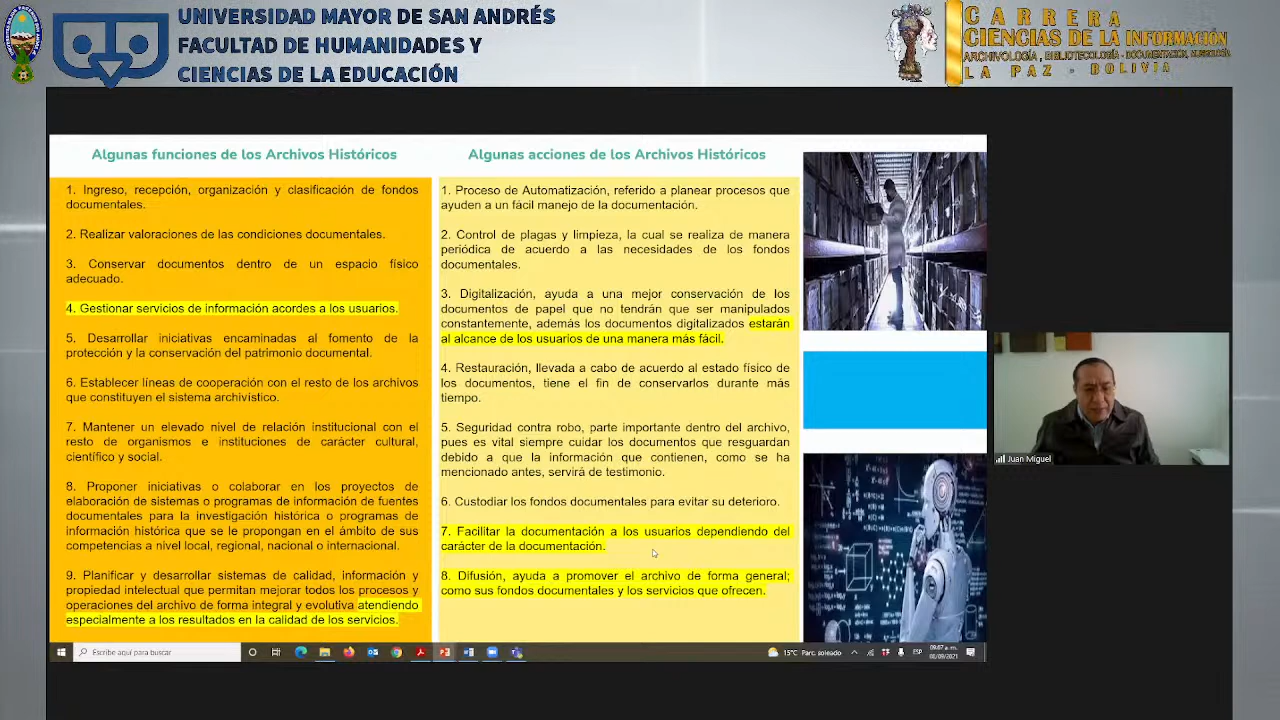 UNIVERSIDAD MAYOR DE SAN ANDRÉS
FACULTAD DE HUMANIDADES Y
CIENCIAS DE LA EDUCACIÓN
CARRERA
CIENCIAS DE LA INFORMACIÓN
ARCHIVOLOGÍA, BIBLIOTECOLOGÍA - DOCUMENTACIÓN,
LA PAZ - BOLIVIA
Algunas funciones de los Archivos Históricos
1. Ingreso, recepción, organización y clasificación de fondos
documentales.
2. Realizar valoraciones de las condiciones documentales.
3. Conservar documentos dentro de un espacio físico
adecuado.
4. Gestionar servicios de información acordes a los usuarios.
5. Desarrollar iniciativas encaminadas al fomento de la
protección y la conservación del patrimonio documental.
6. Establecer líneas de cooperación con el resto de los archivos
que constituyen el sistema archivístico.
7. Mantener un elevado nivel de relación institucional con el
resto de organismos e instituciones de carácter cultural,
científico y social.
8. Proponer iniciativas o colaborar en los proyectos de
elaboración de sistemas o programas de información de fuentes
documentales para la investigación histórica o programas de
información histórica que se le propongan en el ámbito de sus
competencias a nivel local, regional, nacional o internacional.
9. Planificar y desarrollar sistemas de calidad, información y
propiedad intelectual que permitan mejorar todos los procesos y
operaciones del archivo de forma integral y evolutiva atendiendo
especialmente a los resultados en la calidad de los servicios.
Algunas acciones de los Archivos Históricos
1. Proceso de Automatización, referido a planear procesos que
ayuden a un fácil manejo de la documentación.
2. Control de plagas y limpieza, la cual se realiza de manera
periódica de acuerdo a las necesidades de los fondos
documentales.
3. Digitalización, ayuda a una mejor conservación de los
documentos de papel que no tendrán que ser manipulados
constantemente, además los documentos digitalizados estarán
al alcance de los usuarios de una manera más fácil.
4. Restauración, llevada a cabo de acuerdo al estado físico de
los documentos, tiene el fin de conservarlos durante más
tiempo.
5. Seguridad contra robo, parte importante dentro del archivo,
pues es vital siempre cuidar los documentos que resguardan
debido a que la información que contienen, como se ha
mencionado antes, servirá de testimonio.
6. Custodiar los fondos documentales para evitar su deterioro.
7. Facilitar la documentación a los usuarios dependiendo del
carácter de la documentación.
8. Difusión, ayuda a promover el archivo de forma general;
como sus fondos documentales y los servicios que ofrecen.
Juan Miguel
Escribe aquí para buscar
15°C Parc. soleado
ESP